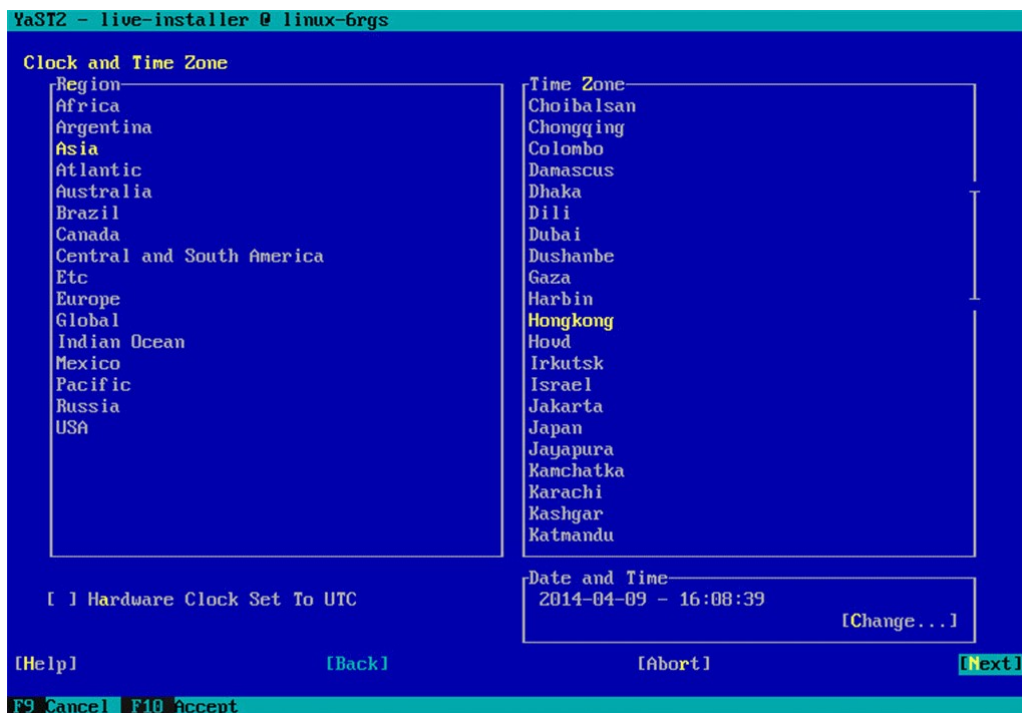 YaST2 - live-installer @ linux-6rgs
Clock and Time Zone
Region
Africa
Argentina
Asia
Atlantic
Australia
Brazil
Canada
Central and South America
Etc
Europe
Global
Indian Ocean
Mexico
Pacific
Russia
USA
Time Zone
Choibalsan
Chongqing
Colombo
Damascus
Dhaka
Dili
Dubai
Dushanbe
Gaza
Harbin
Hongkong
Hovd
Irkutsk
Israel
Jakarta
Japan
Jayapura
Kamchatka
Karachi
Kashgar
Katmandu
[ ] Hardware Clock Set To UTC
Date and Time
2014-04-09 - 16:08:39
[Change...]
[Help] [Back] [Abort] [Next]
F9 Cancel F10 Accept